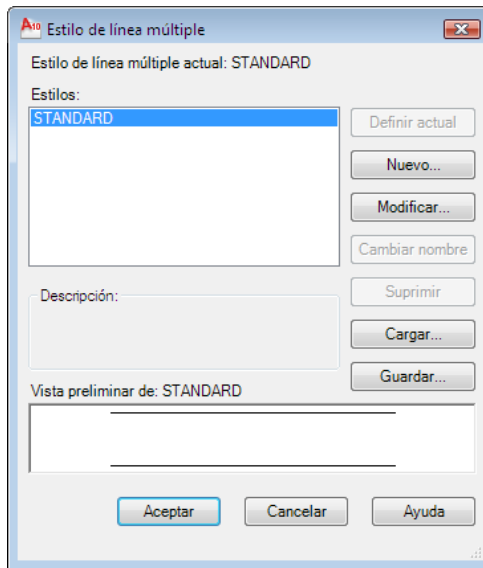 A10 Estilo de línea múltiple
Estilo de línea múltiple actual: STANDARD
Estilos:
STANDARD
Definir actual
Nuevo...
Modificar...
Cambiar nombre
Suprimir
Cargar...
Guardar...
Descripción:
Vista preliminar de: STANDARD
Aceptar
Cancelar
Ayuda